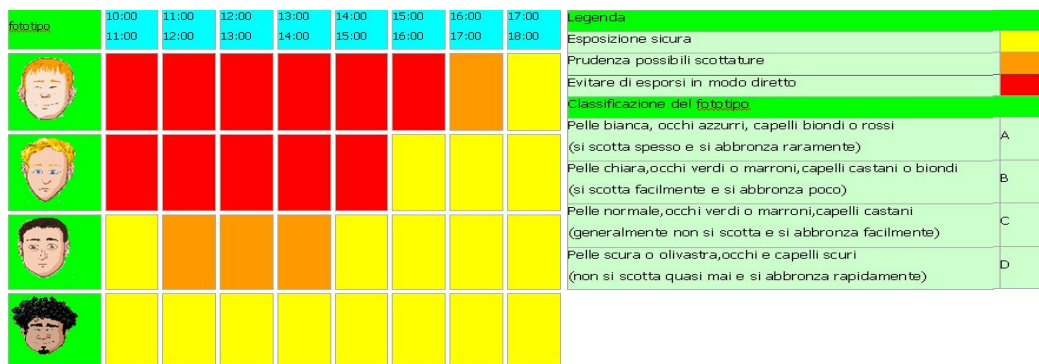 fototipo
10:00 11:00 12:00 13:00 14:00 15:00 16:00 17:00
11:00 12:00 13:00 14:00 15:00 16:00 17:00 18:00
Legenda
Esposizione sicura
Prudenza possibili scottature
Evitare di esporsi in modo diretto
Classificazione del fototipo
Pelle bianca, occhi azzurri, capelli biondi o rossi
(si scotta spesso e si abbronza raramente)
A
Pelle chiara,occhi verdi o marroni,capelli castani o biondi
(si scotta facilmente e si abbronza poco)
B
Pelle normale,occhi verdi o marroni,capelli castani
(generalmente non si scotta e si abbronza facilmente)
C
Pelle scura o olivastra,occhi e capelli scuri
(non si scotta quasi mai e si abbronza rapidamente)
D